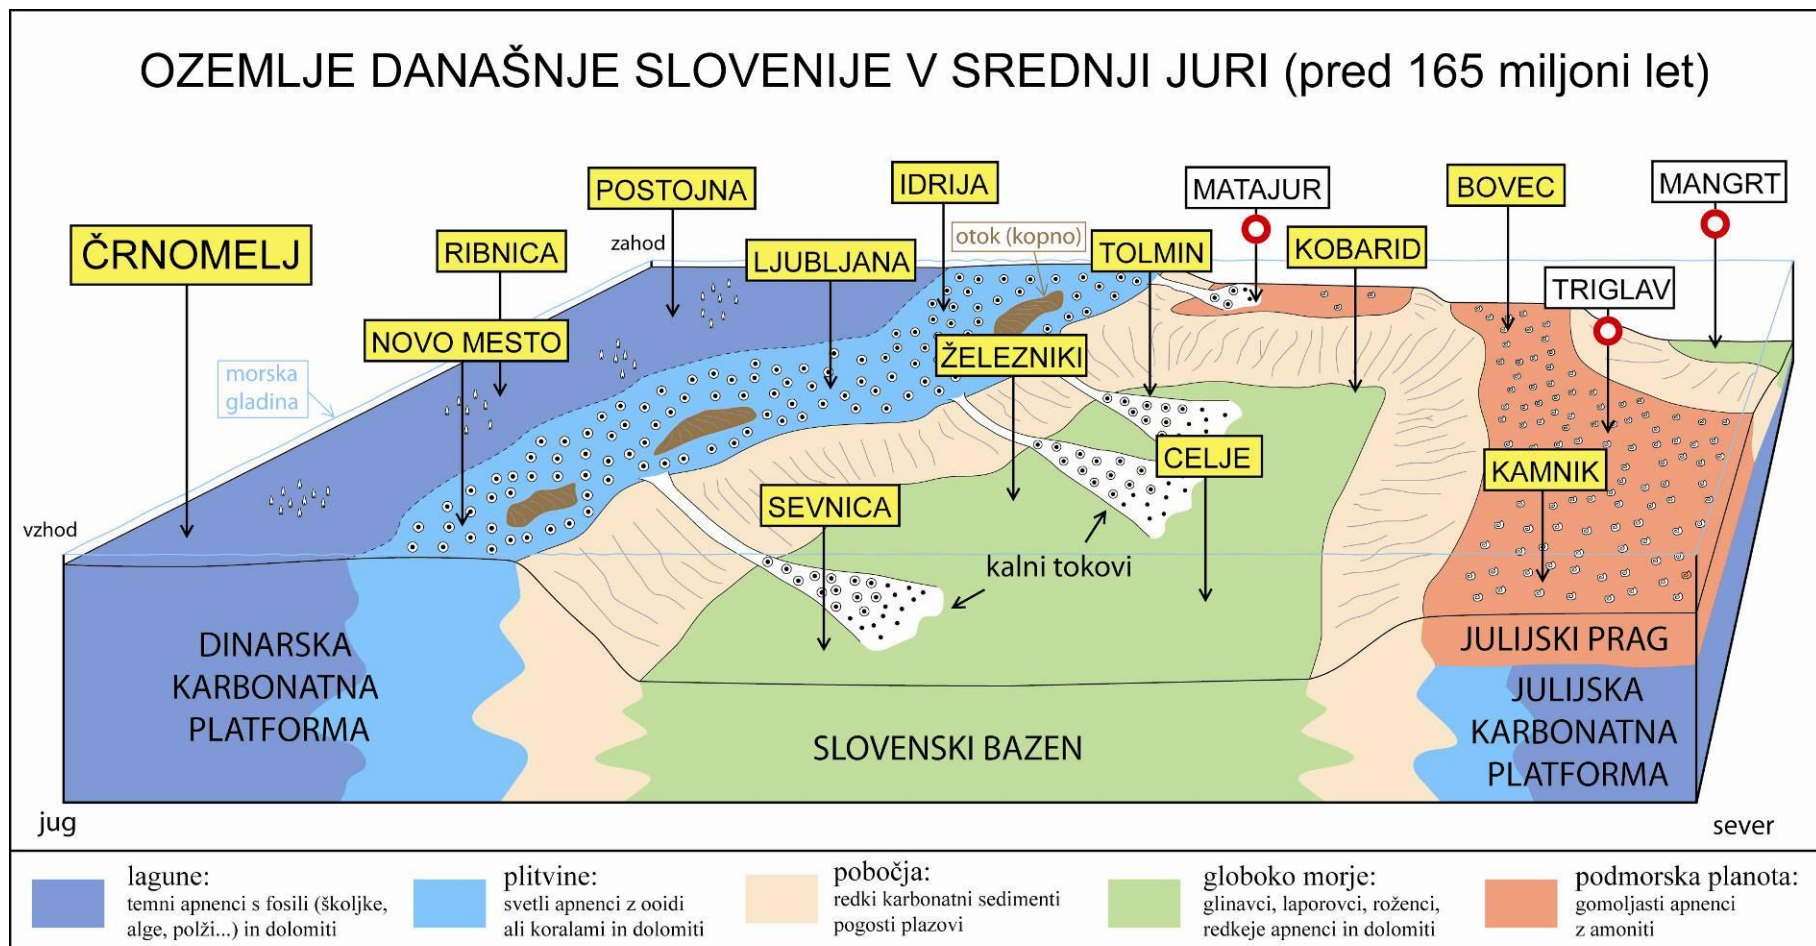 OZEMLJE DANAŠNJE SLOVENIJE V SREDNJI JURI (pred 165 miljoni let)
POSTOJNA
IDRIJA
MATAJUR
BOVEC
MANGRT
ČRNOMELJ
RIBNICA
zahod
LJUBLJANA
otok (kopno)
TOLMIN
KOBARID
TRIGLAV
NOVO MESTO
ŽELEZNIKI
morska
gladina
CELJE
KAMNIK
SEVNICA
vzhod
kalni tokovi
DINARSKA
KARBONATNA
PLATFORMA
SLOVENSKI BAZEN
JULIJSKI PRAG
JULIJSKA
KARBONATNA
PLATFORMA
jug
sever
lagune:
temni apnenci s fosili (školjke,
alge, polži...) in dolomiti
plitvine:
svetli apnenci z ooidi
ali koralami in dolomiti
pobočja:
redki karbonatni sedimenti
pogosti plazovi
globoko morje:
glinavci, laporovci, roženci,
redkeje apnenci in dolomiti
podmorska planota:
gomoljasti apnenci
z amoniti